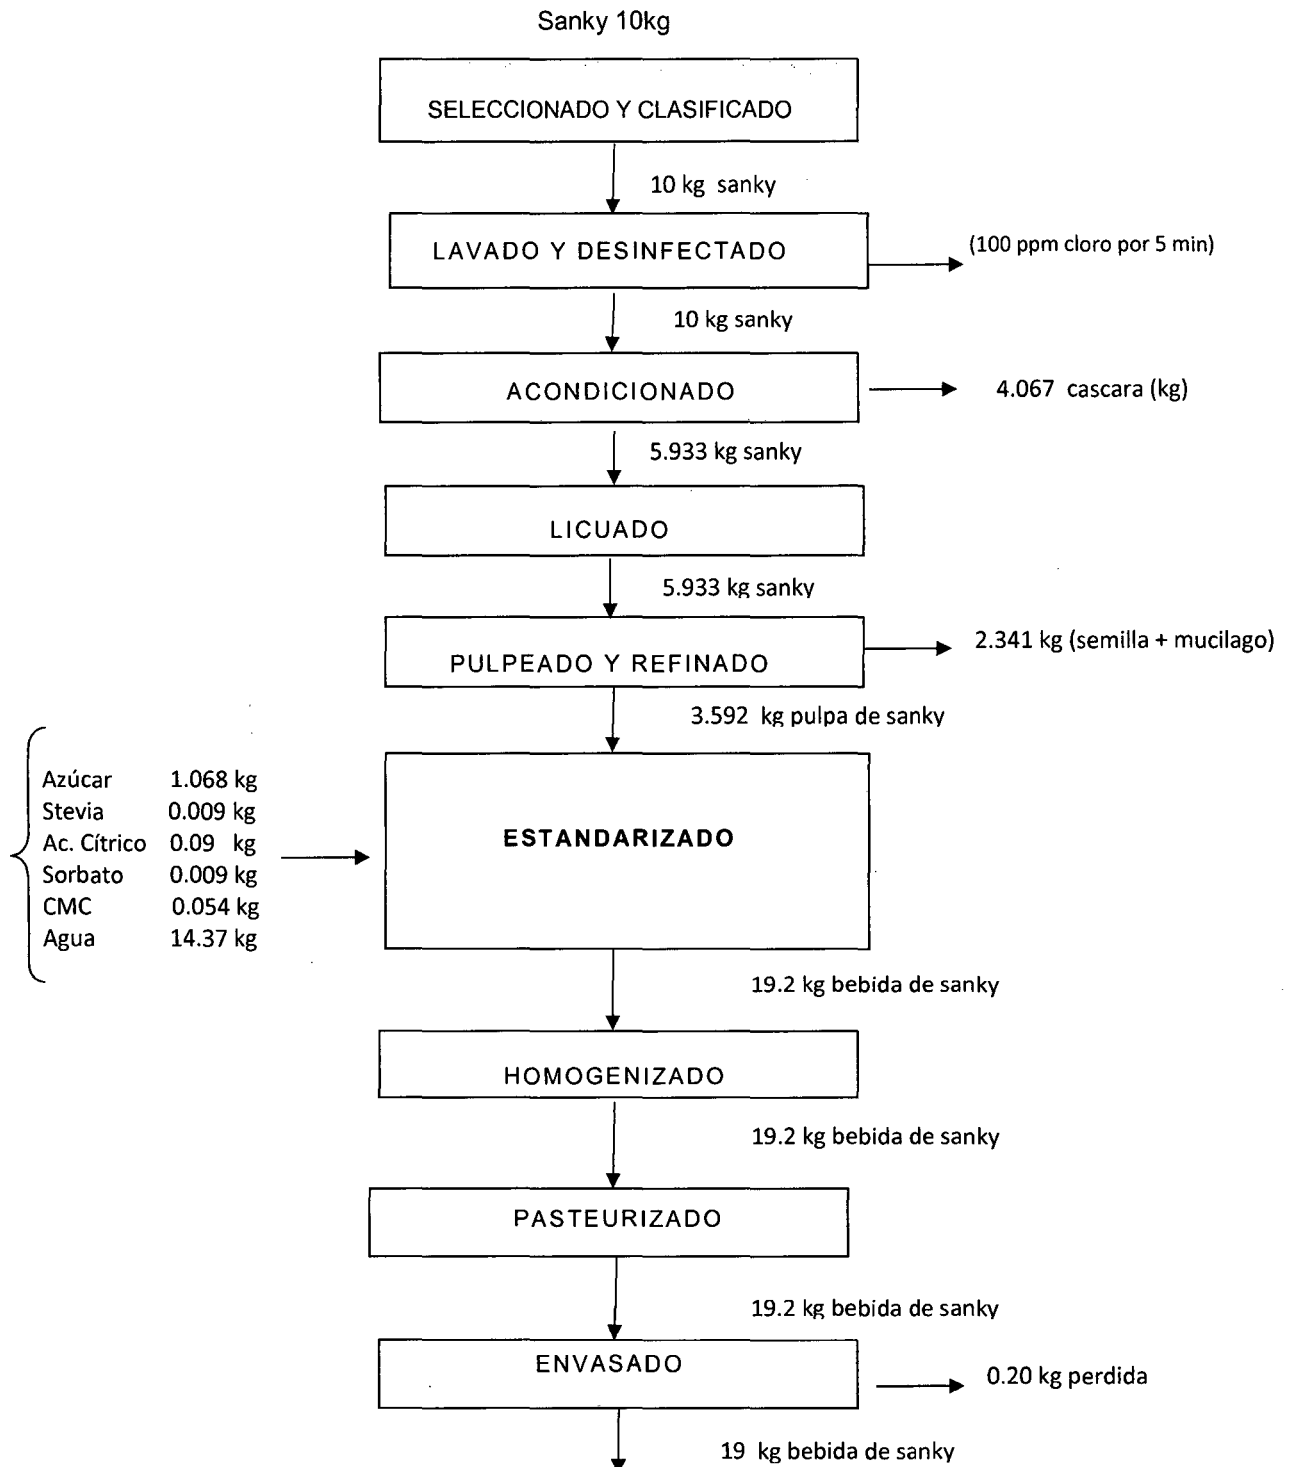 Sanky 10kg
SELECCIONADO Y CLASIFICADO
10 kg sanky
LAVADO Y DESINFECTADO
(100 ppm cloro por 5 min)
10 kg sanky
ACONDICIONADO
4.067 cascara (kg)
5.933 kg sanky
LICUADO
5.933 kg sanky
PULPEADO Y REFINADO
2.341 kg (semilla + mucilago)
3.592 kg pulpa de sanky
Azúcar 1.068 kg
Stevia 0.009 kg
Ac. Cítrico 0.09 kg
Sorbato 0.009 kg
CMC 0.054 kg
Agua 14.37 kg
ESTANDARIZADO
19.2 kg bebida de sanky
HOMOGENIZADO
19.2 kg bebida de sanky
PASTEURIZADO
19.2 kg bebida de sanky
ENVASADO
0.20 kg perdida
19 kg bebida de sanky